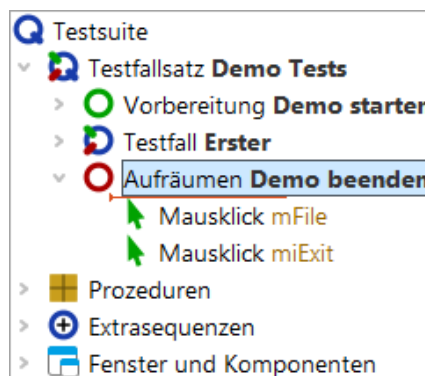 Testsuite
Testfallsatz Demo Tests
Vorbereitung Demo starten
Testfall Erster
Aufräumen Demo beenden
Mausklick mFile
Mausklick miExit
Prozeduren
Extrasequenzen
Fenster und Komponenten